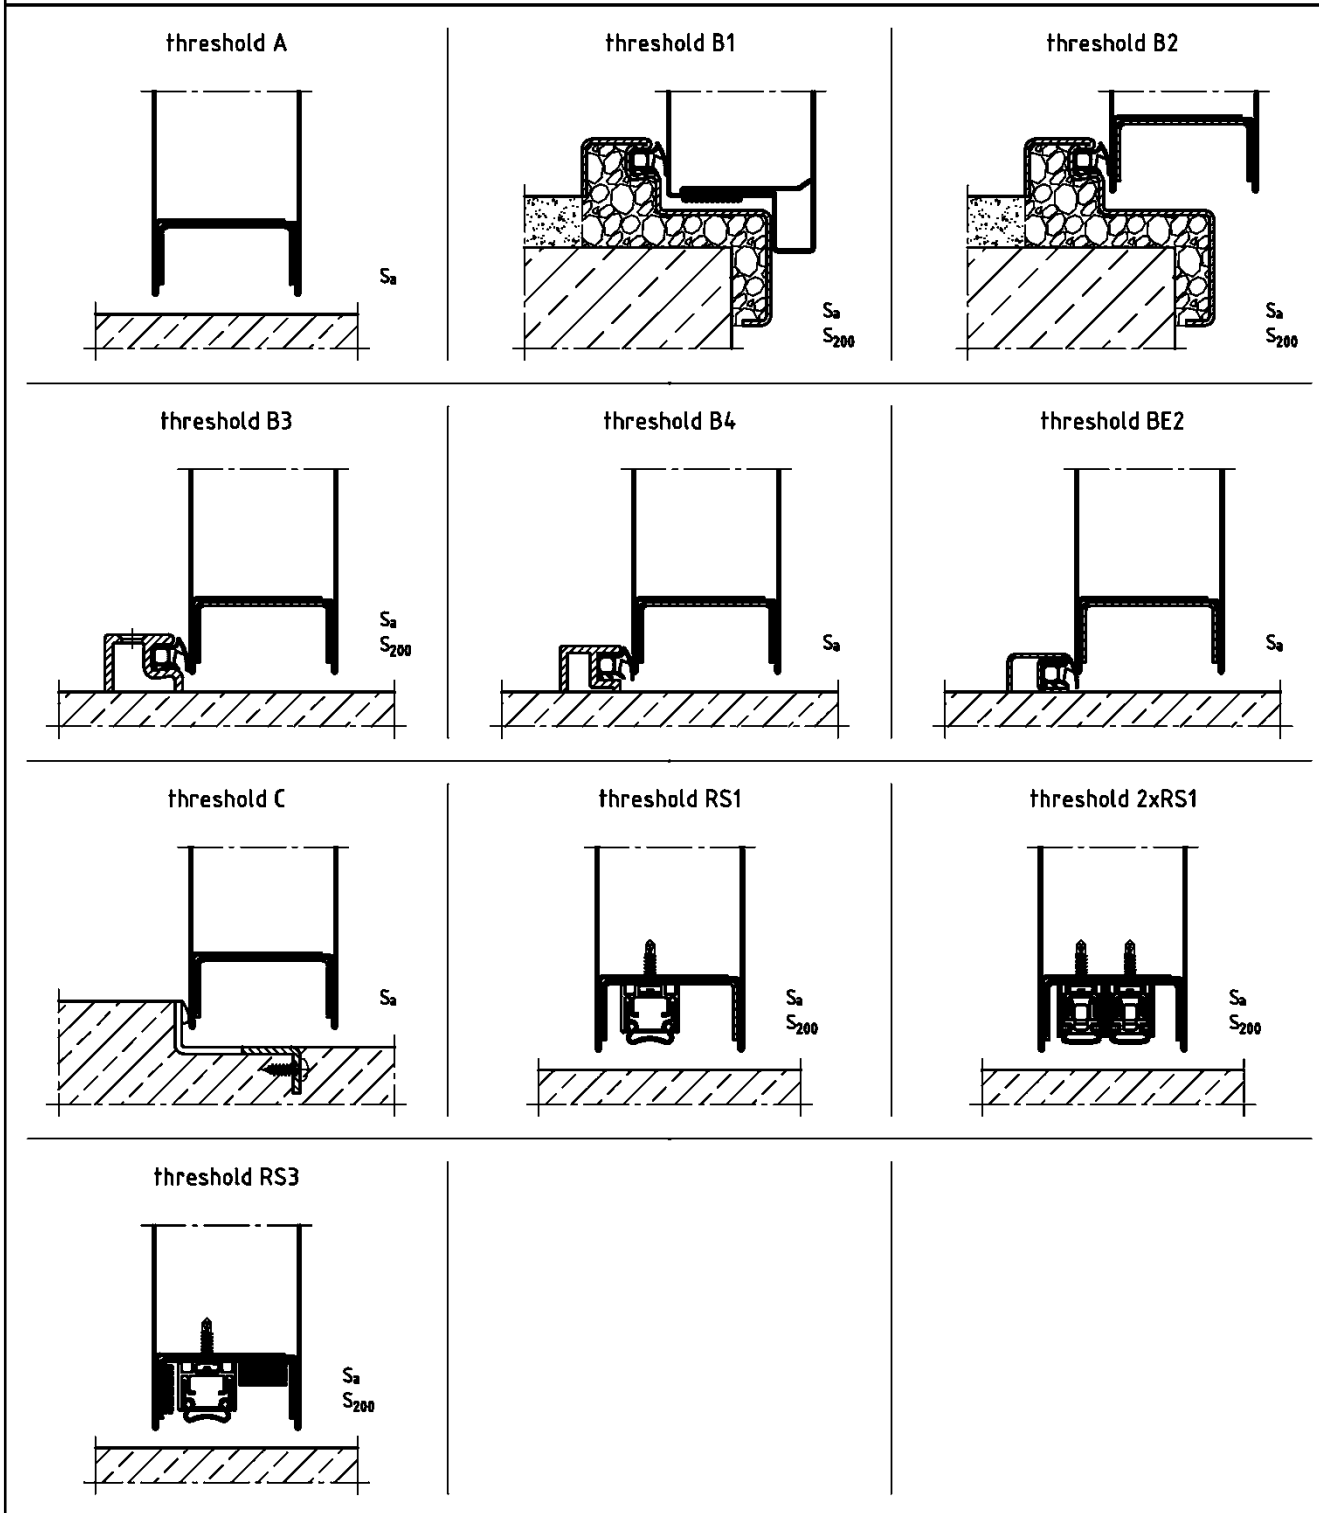 threshold A
Sa
threshold B1
Sa
S200
threshold B2
Sa
S200
threshold B3
Sa
S200
threshold B4
Sa
threshold BE2
Sa
threshold C
Sa
threshold RS1
Sa
S200
threshold 2xRS1
Sa
S200
threshold RS3
Sa
S200